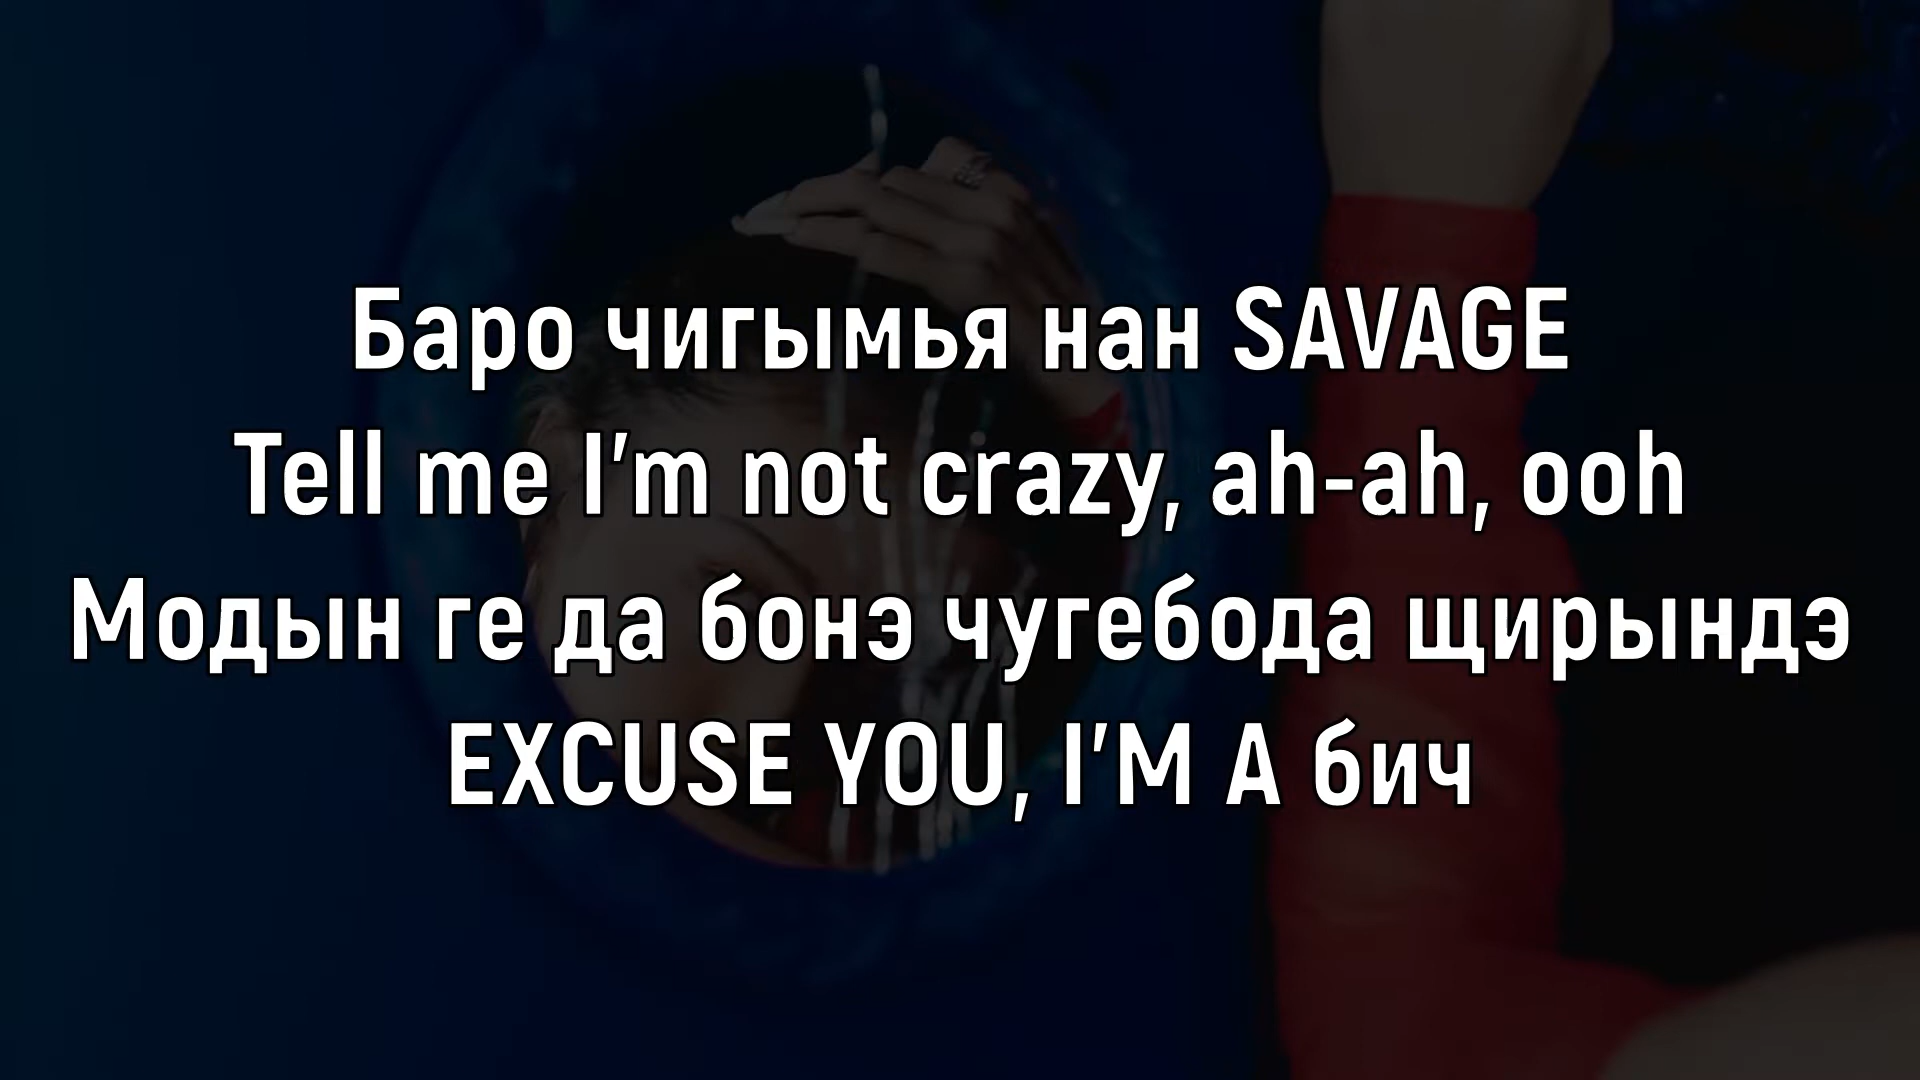 Баро чигымья нан SAVAGE
Tell me I'm not crazy, ah-ah, ooh
Модын ге да бонэ чугебода щирындэ
EXCUSE YOU, I'M A бич